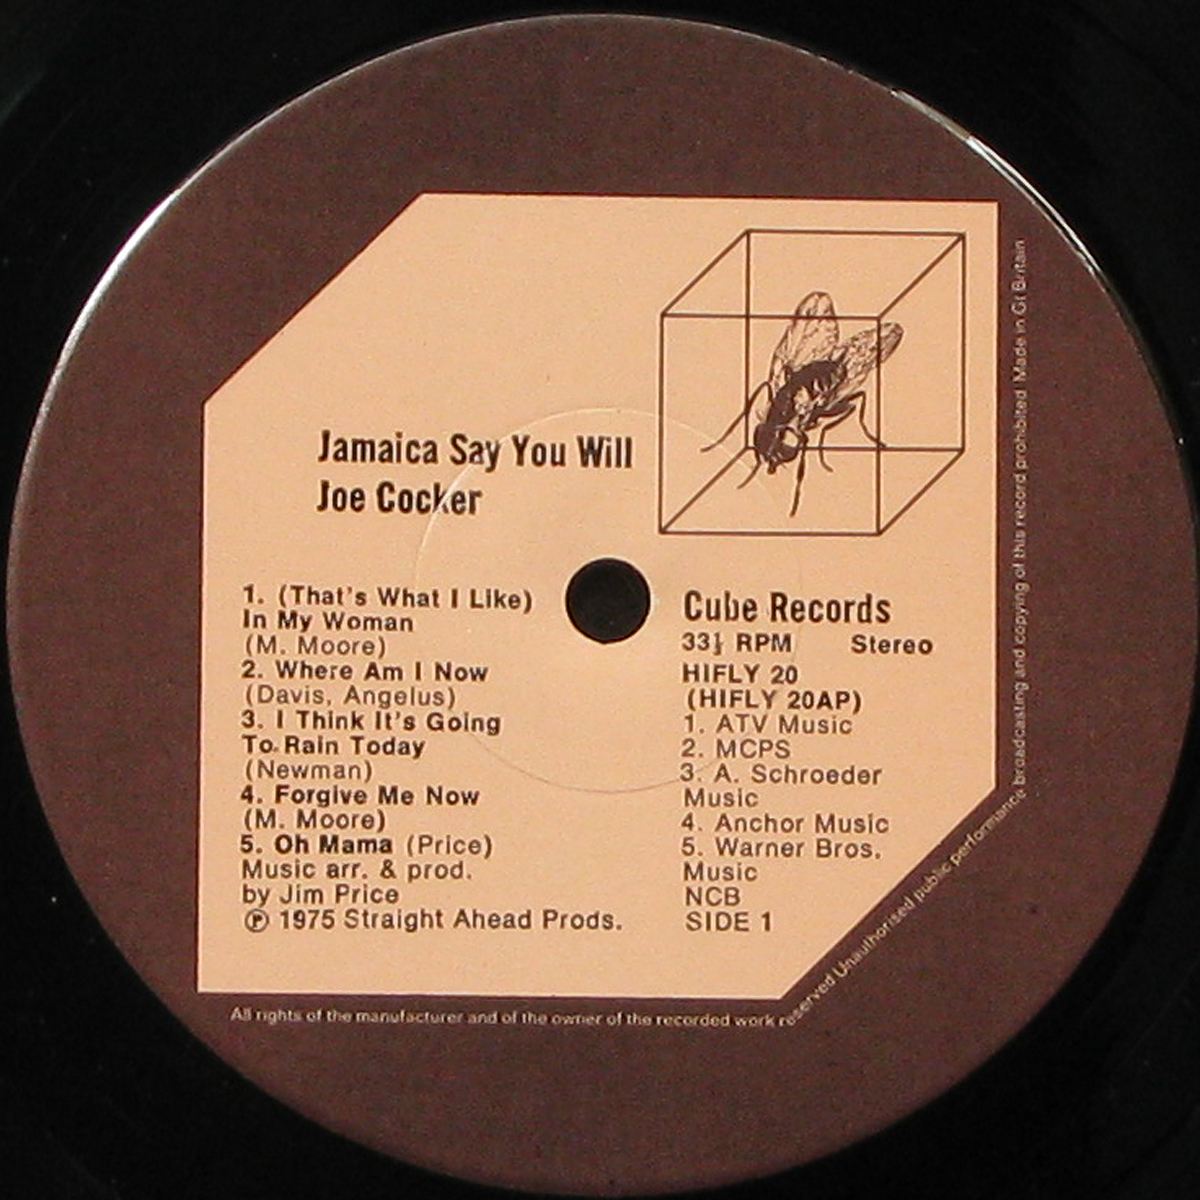 Jamaica Say You Will
Joe Cocker
1. (That's What I Like)
In My Woman
(M. Moore)
2. Where Am I Now
(Davis, Angelus)
3. I Think It's Going
To Rain Today
(Newman)
4. Forgive Me Now
(M. Moore)
5. Oh Mama (Price)
Music arr. & prod.
by Jim Price
Ⓟ 1975 Straight Ahead Prods.
Cube Records
33⅓ RPM Stereo
HIFLY 20
(HIFLY 20AP)
1. ATV Music
2. MCPS
3. A. Schroeder
Music
4. Anchor Music
5. Warner Bros.
Music
NCB
SIDE 1
All rights of the manufacturer and of the owner of the recorded work reserved Unauthorised public performance broadcasting and copying of this record prohibited Made in Gt Britain